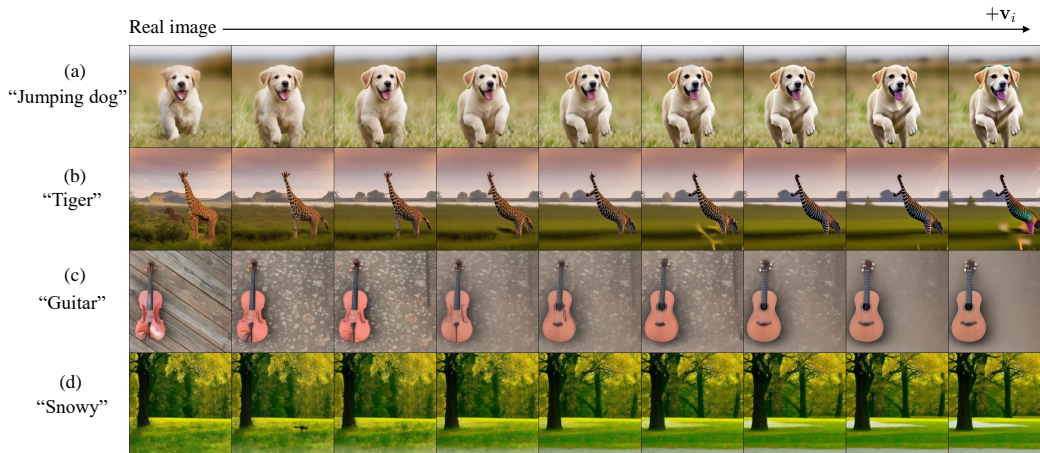 Real image
+v_i
(a)
“Jumping dog”
(b)
“Tiger”
(c)
“Guitar”
(d)
“Snowy”